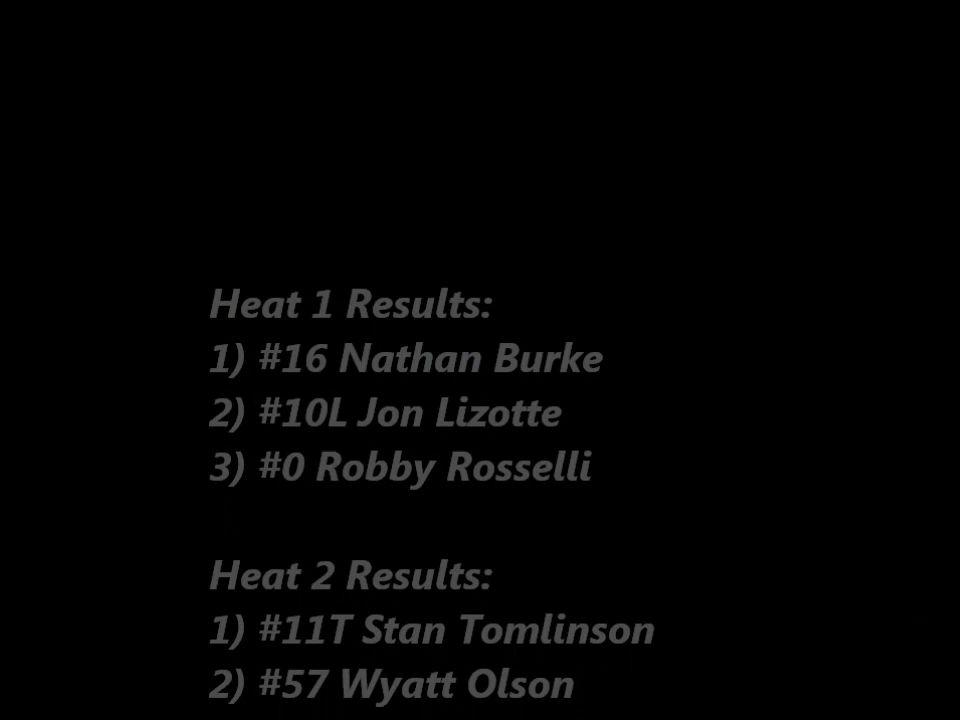 Heat 1 Results:
1) #16 Nathan Burke
2) #10L Jon Lizotte
3) #0 Robby Rosselli
Heat 2 Results:
1) #11T Stan Tomlinson
2) #57 Wyatt Olson